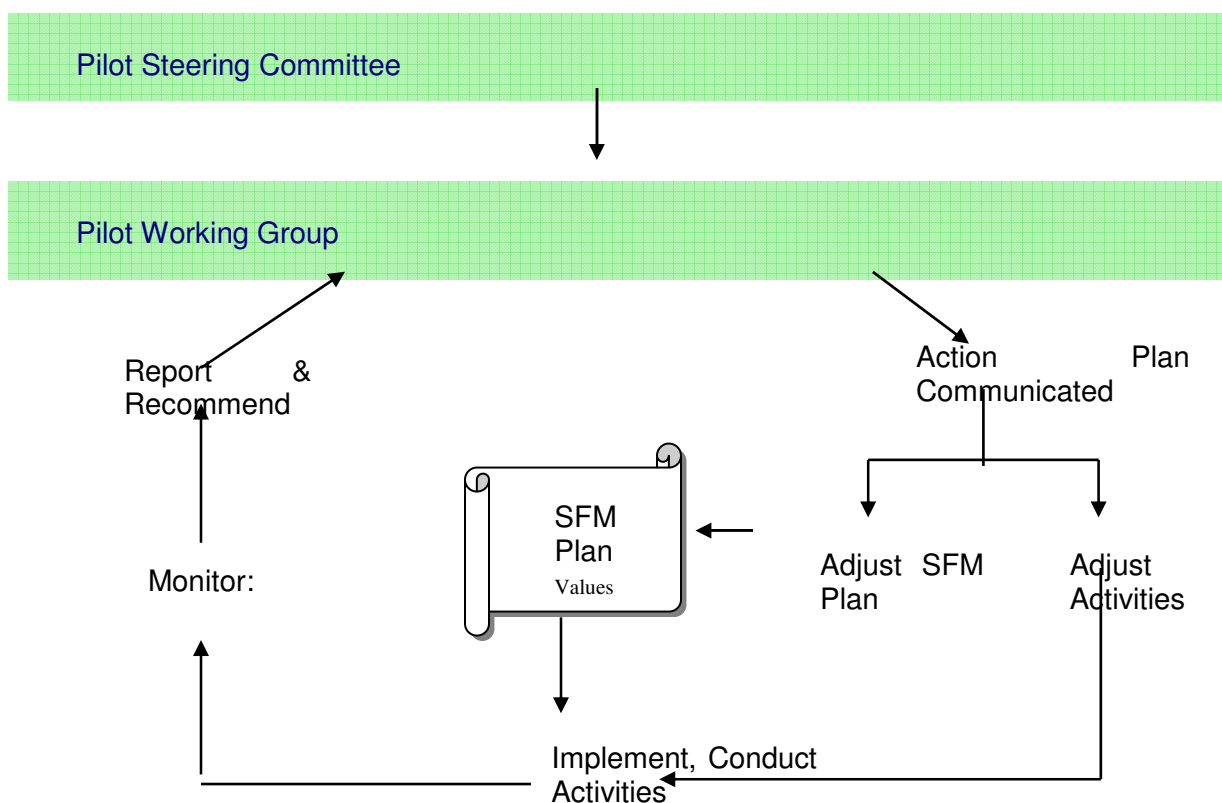 Pilot Steering Committee
Pilot Working Group
Report &
Recommend
Action Plan
Communicated
SFM
Plan
Values
Adjust SFM
Plan
Adjust
Activities
Monitor:
Implement, Conduct
Activities